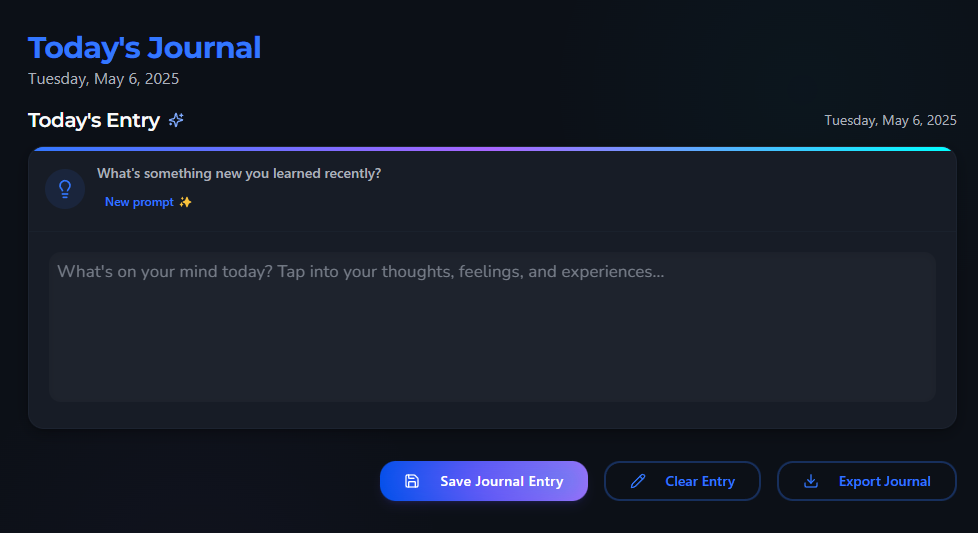 Today's Journal
Tuesday, May 6, 2025
Today's Entry
Tuesday, May 6, 2025
What's something new you learned recently?
New prompt ✨
What's on your mind today? Tap into your thoughts, feelings, and experiences...
Save Journal Entry
Clear Entry
Export Journal